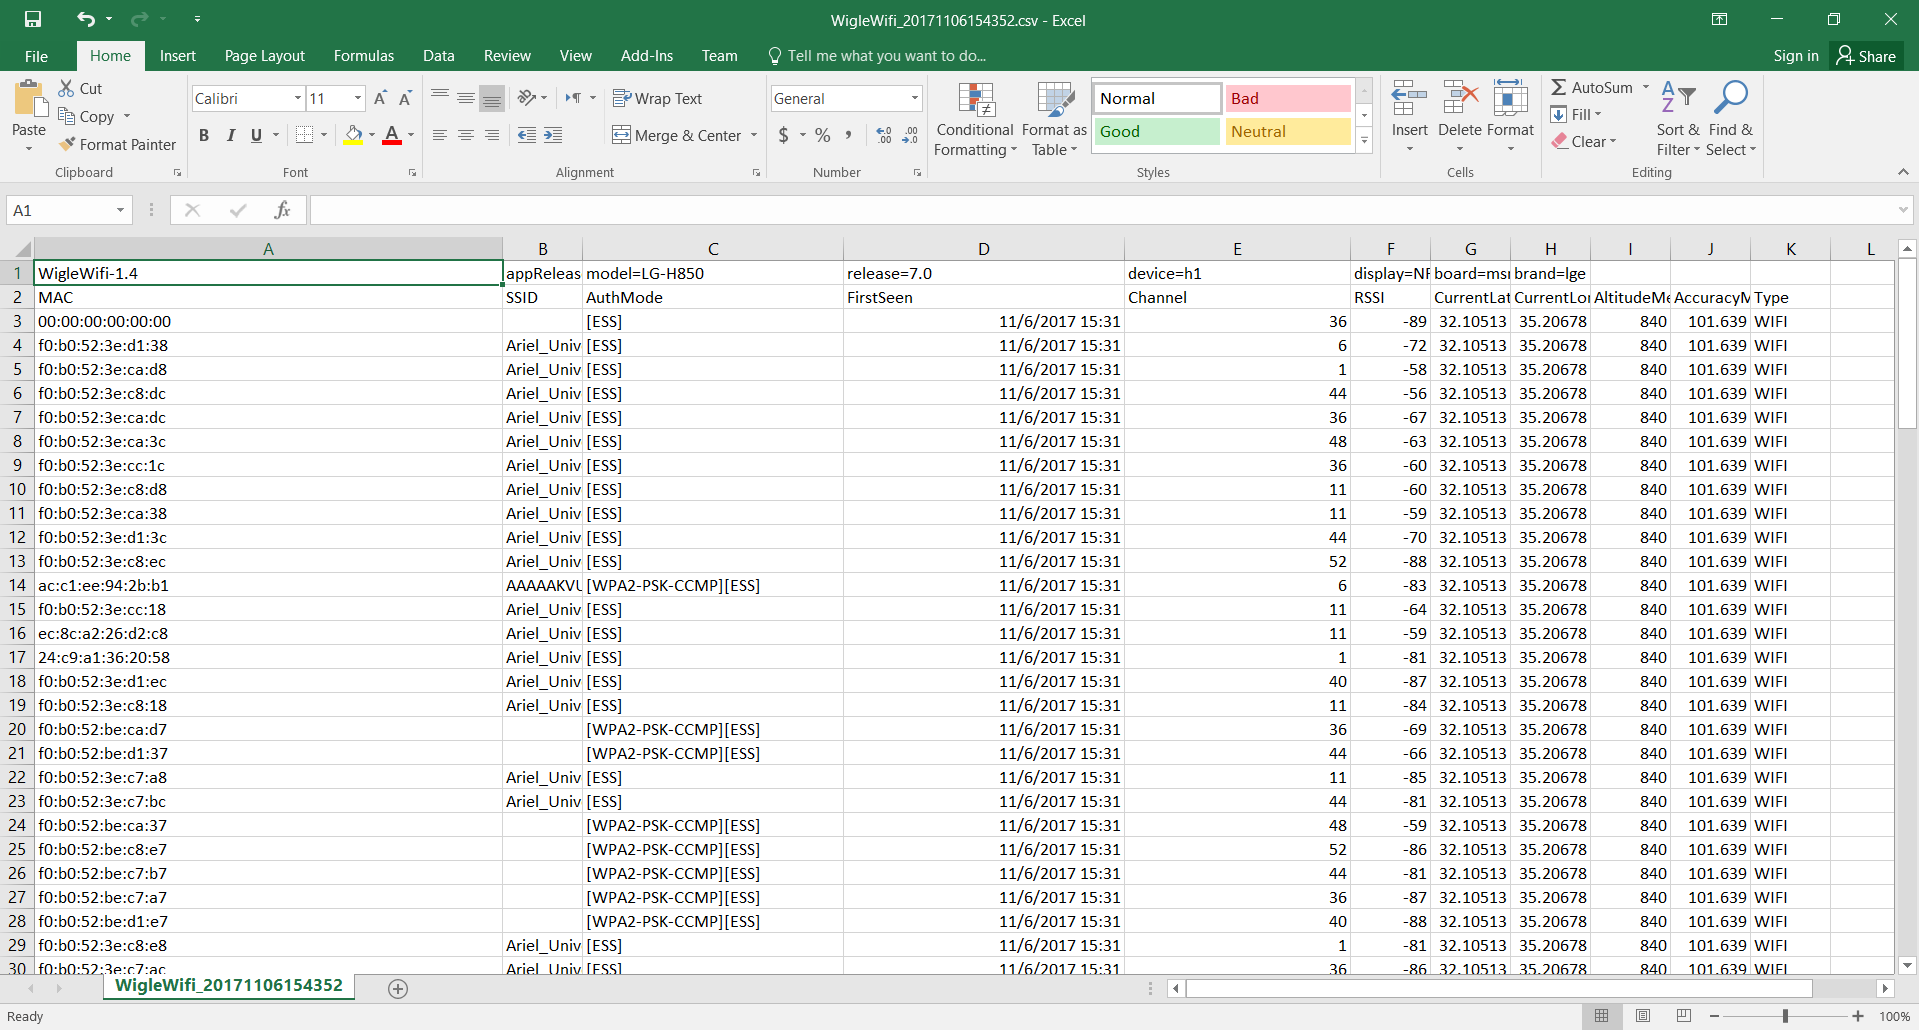 WigleWifi_20171106154352.csv - Excel
File Home Insert Page Layout Formulas Data Review View Add-Ins Team Tell me what you want to do... Sign in Share
Paste Cut Copy Format Painter Clipboard
Calibri 11 B I U A A A Font
Wrap Text Merge & Center Alignment
General $ % , Number
Conditional Formatting Format as Table Normal Bad Good Neutral Styles
Insert Delete Format Cells
AutoSum Fill Clear Sort & Filter Find & Select Editing
A1 fx
A B C D E F G H I J K L
1 WigleWifi-1.4 appReleas model=LG-H850 release=7.0 device=h1 display=NF board=msm brand=lge
2 MAC SSID AuthMode FirstSeen Channel RSSI CurrentLat CurrentLon AltitudeMe AccuracyM Type
3 00:00:00:00:00:00 [ESS] 11/6/2017 15:31 36 -89 32.10513 35.20678 840 101.639 WIFI
4 f0:b0:52:3e:d1:38 Ariel_Univ [ESS] 11/6/2017 15:31 6 -72 32.10513 35.20678 840 101.639 WIFI
5 f0:b0:52:3e:ca:d8 Ariel_Univ [ESS] 11/6/2017 15:31 1 -58 32.10513 35.20678 840 101.639 WIFI
6 f0:b0:52:3e:c8:dc Ariel_Univ [ESS] 11/6/2017 15:31 44 -56 32.10513 35.20678 840 101.639 WIFI
7 f0:b0:52:3e:ca:dc Ariel_Univ [ESS] 11/6/2017 15:31 36 -67 32.10513 35.20678 840 101.639 WIFI
8 f0:b0:52:3e:ca:3c Ariel_Univ [ESS] 11/6/2017 15:31 48 -63 32.10513 35.20678 840 101.639 WIFI
9 f0:b0:52:3e:cc:1c Ariel_Univ [ESS] 11/6/2017 15:31 36 -60 32.10513 35.20678 840 101.639 WIFI
10 f0:b0:52:3e:c8:d8 Ariel_Univ [ESS] 11/6/2017 15:31 11 -60 32.10513 35.20678 840 101.639 WIFI
11 f0:b0:52:3e:ca:38 Ariel_Univ [ESS] 11/6/2017 15:31 11 -59 32.10513 35.20678 840 101.639 WIFI
12 f0:b0:52:3e:d1:3c Ariel_Univ [ESS] 11/6/2017 15:31 44 -70 32.10513 35.20678 840 101.639 WIFI
13 f0:b0:52:3e:c8:ec Ariel_Univ [ESS] 11/6/2017 15:31 52 -88 32.10513 35.20678 840 101.639 WIFI
14 ac:c1:ee:94:2b:b1 AAAAAKVU [WPA2-PSK-CCMP][ESS] 11/6/2017 15:31 6 -83 32.10513 35.20678 840 101.639 WIFI
15 f0:b0:52:3e:cc:18 Ariel_Univ [ESS] 11/6/2017 15:31 11 -64 32.10513 35.20678 840 101.639 WIFI
16 ec:8c:a2:26:d2:c8 Ariel_Univ [ESS] 11/6/2017 15:31 11 -59 32.10513 35.20678 840 101.639 WIFI
17 24:c9:a1:36:20:58 Ariel_Univ [ESS] 11/6/2017 15:31 1 -81 32.10513 35.20678 840 101.639 WIFI
18 f0:b0:52:3e:d1:ec Ariel_Univ [ESS] 11/6/2017 15:31 40 -87 32.10513 35.20678 840 101.639 WIFI
19 f0:b0:52:3e:c8:18 Ariel_Univ [ESS] 11/6/2017 15:31 11 -84 32.10513 35.20678 840 101.639 WIFI
20 f0:b0:52:be:ca:d7 [WPA2-PSK-CCMP][ESS] 11/6/2017 15:31 36 -69 32.10513 35.20678 840 101.639 WIFI
21 f0:b0:52:be:d1:37 [WPA2-PSK-CCMP][ESS] 11/6/2017 15:31 44 -66 32.10513 35.20678 840 101.639 WIFI
22 f0:b0:52:3e:c7:a8 Ariel_Univ [ESS] 11/6/2017 15:31 11 -85 32.10513 35.20678 840 101.639 WIFI
23 f0:b0:52:3e:c7:bc Ariel_Univ [ESS] 11/6/2017 15:31 44 -81 32.10513 35.20678 840 101.639 WIFI
24 f0:b0:52:be:ca:37 [WPA2-PSK-CCMP][ESS] 11/6/2017 15:31 48 -59 32.10513 35.20678 840 101.639 WIFI
25 f0:b0:52:be:c8:e7 [WPA2-PSK-CCMP][ESS] 11/6/2017 15:31 52 -86 32.10513 35.20678 840 101.639 WIFI
26 f0:b0:52:be:c7:b7 [WPA2-PSK-CCMP][ESS] 11/6/2017 15:31 44 -81 32.10513 35.20678 840 101.639 WIFI
27 f0:b0:52:be:c7:a7 [WPA2-PSK-CCMP][ESS] 11/6/2017 15:31 36 -87 32.10513 35.20678 840 101.639 WIFI
28 f0:b0:52:be:d1:e7 [WPA2-PSK-CCMP][ESS] 11/6/2017 15:31 40 -88 32.10513 35.20678 840 101.639 WIFI
29 f0:b0:52:3e:c8:e8 Ariel_Univ [ESS] 11/6/2017 15:31 1 -81 32.10513 35.20678 840 101.639 WIFI
30 f0:b0:52:3e:c7:ac Ariel_Univ [ESS] 11/6/2017 15:31 36 -86 32.10513 35.20678 840 101.639 WIFI
WigleWifi_20171106154352
Ready 100%